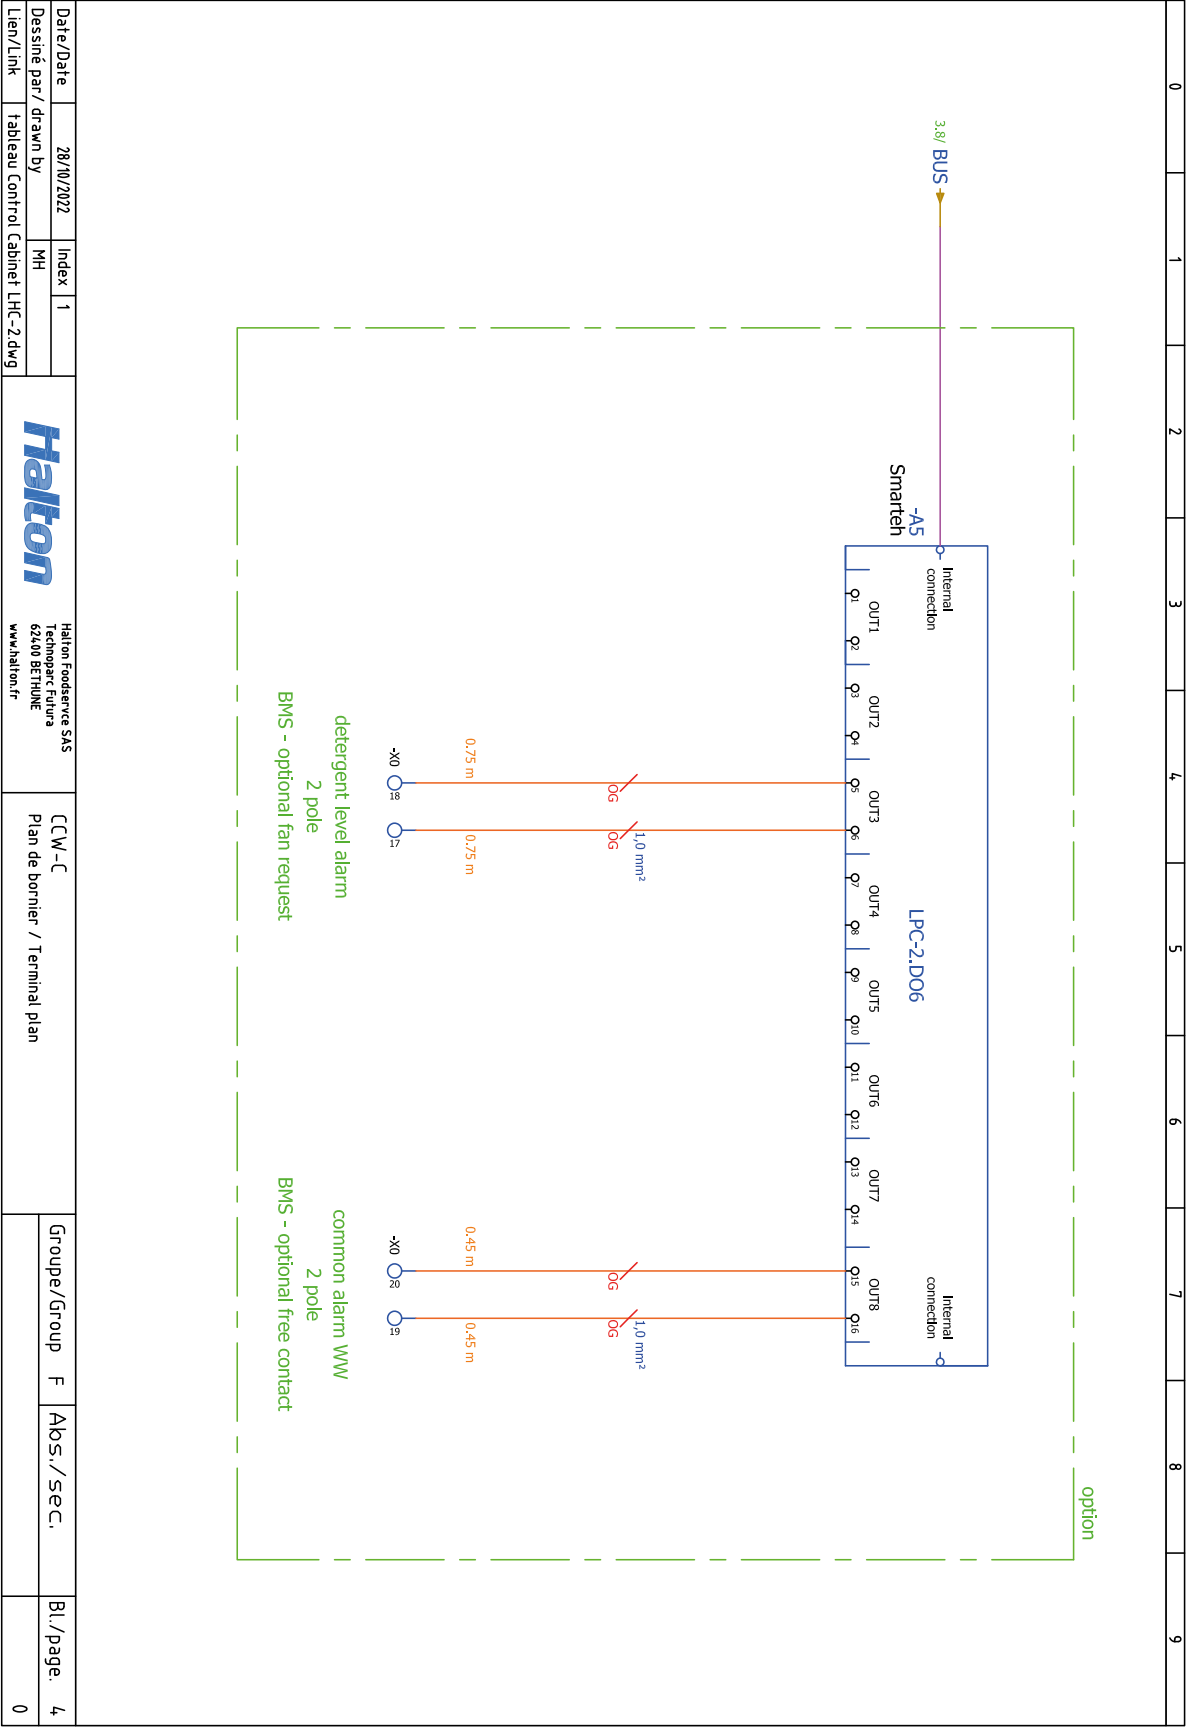 0 1 2 3 4 5 6 7 8 9
option
3.8/ BUS
-A5
Smarteh
Internal
connection
Internal
connection
LPC-2.DO6
OUT1 OUT2 OUT3 OUT4 OUT5 OUT6 OUT7 OUT8
1 2 3 4 5 6 7 8 9 10 11 12 13 14 15 16
1,0 mm² 1,0 mm²
OG OG OG OG
0.75 m 0.75 m 0.45 m 0.45 m
-X0 18 17 -X0 20 19
detergent level alarm
2 pole
BMS - optional fan request
common alarm WW
2 pole
BMS - optional free contact
Date/Date 28/10/2022 Index 1
Dessiné par/ drawn by MH
Lien/Link tableau Control Cabinet LHC-2.dwg
Halton
Halton Foodservce SAS
Technoparc Futura
62400 BETHUNE
www.halton.fr
CCW-C
Plan de bornier / Terminal plan
Groupe/Group F Abs./sec. Bl./page. 4
0